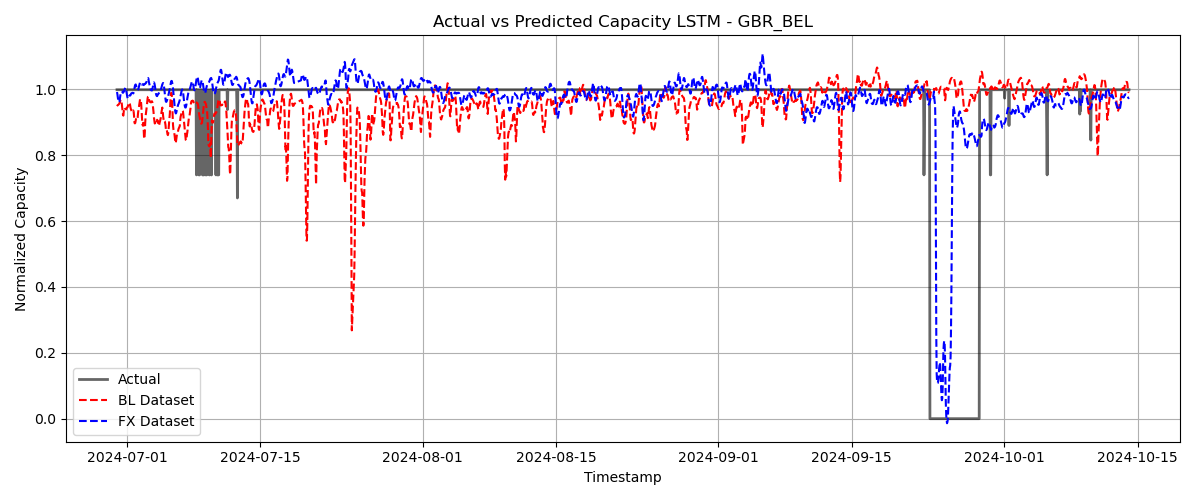 Actual vs Predicted Capacity LSTM - GBR_BEL
Normalized Capacity
1.0
0.8
0.6
0.4
0.2
0.0
Actual
BL Dataset
FX Dataset
2024-07-01 2024-07-15 2024-08-01 2024-08-15 2024-09-01 2024-09-15 2024-10-01 2024-10-15
Timestamp